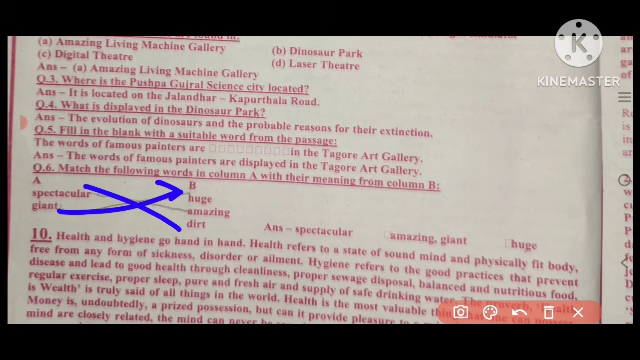 (a) Amazing Living Machine Gallery
(b) Dinosaur Park
(c) Digital Theatre
(d) Laser Theatre
Ans – (a) Amazing Living Machine Gallery
Q.3. Where is the Pushpa Gujral Science city located?
Ans – It is located on the Jalandhar – Kapurthala Road.
Q.4. What is displayed in the Dinosaur Park?
Ans – The evolution of dinosaurs and the probable reasons for their extinction.
Q.5. Fill in the blank with a suitable word from the passage:
The words of famous painters are □□□□□□□□ in the Tagore Art Gallery.
Ans – The words of famous painters are displayed in the Tagore Art Gallery.
Q.6. Match the following words in column A with their meaning from column B:
A B
spectacular huge
giant amazing
dirt
Ans – spectacular □amazing, giant □huge
10. Health and hygiene go hand in hand. Health refers to a state of sound mind and physically fit body,
free from any form of sickness, disorder or ailment. Hygiene refers to the good practices that prevent
disease and lead to good health through cleanliness, proper sewage disposal, balanced and nutritious food,
regular exercise, proper sleep, pure and fresh air and supply of safe drinking water. The proverb, 'Health
is Wealth' is truly said of all things in the world. Health is the most valuable
Money is, undoubtedly, a prized possession, but can it provide pleasure to a
mind are closely related, the mind can never be
KINEMASTER